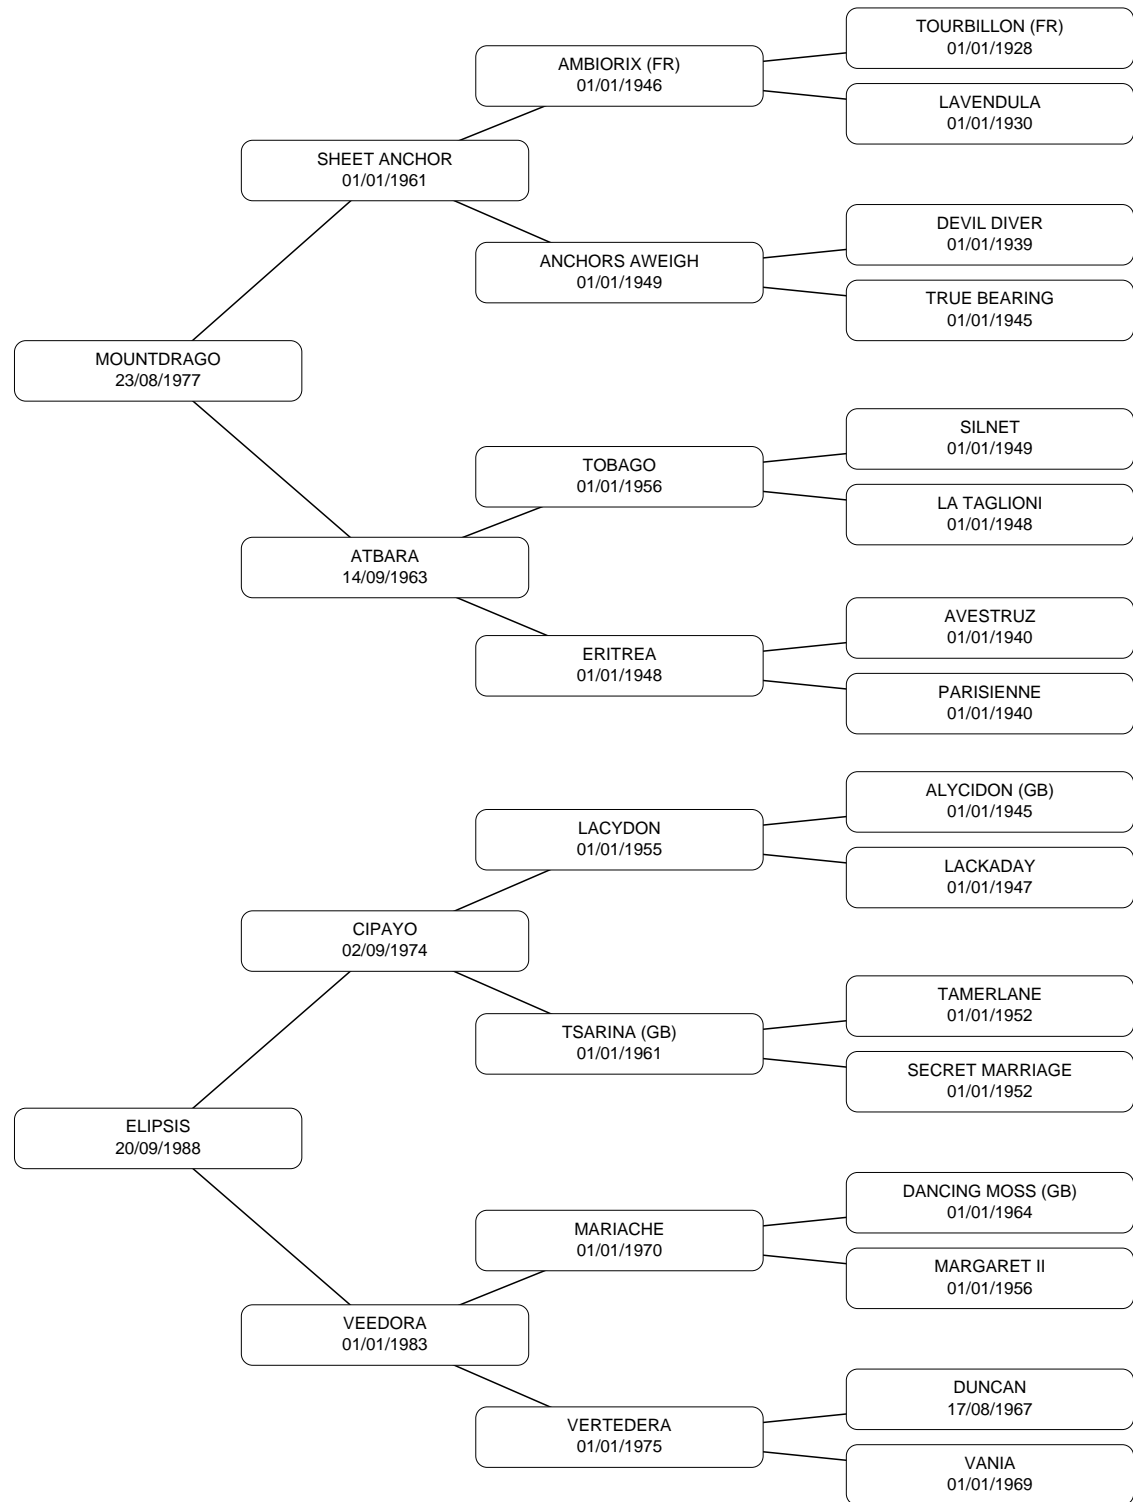 TOURBILLON (FR)
01/01/1928
AMBIORIX (FR)
01/01/1946
LAVENDULA
01/01/1930
SHEET ANCHOR
01/01/1961
DEVIL DIVER
01/01/1939
ANCHORS AWEIGH
01/01/1949
TRUE BEARING
01/01/1945
MOUNTDRAGO
23/08/1977
SILNET
01/01/1949
TOBAGO
01/01/1956
LA TAGLIONI
01/01/1948
ATBARA
14/09/1963
AVESTRUZ
01/01/1940
ERITREA
01/01/1948
PARISIENNE
01/01/1940
ALYCIDON (GB)
01/01/1945
LACYDON
01/01/1955
LACKADAY
01/01/1947
CIPAYO
02/09/1974
TAMERLANE
01/01/1952
TSARINA (GB)
01/01/1961
SECRET MARRIAGE
01/01/1952
ELIPSIS
20/09/1988
DANCING MOSS (GB)
01/01/1964
MARIACHE
01/01/1970
MARGARET II
01/01/1956
VEEDORA
01/01/1983
DUNCAN
17/08/1967
VERTEDERA
01/01/1975
VANIA
01/01/1969